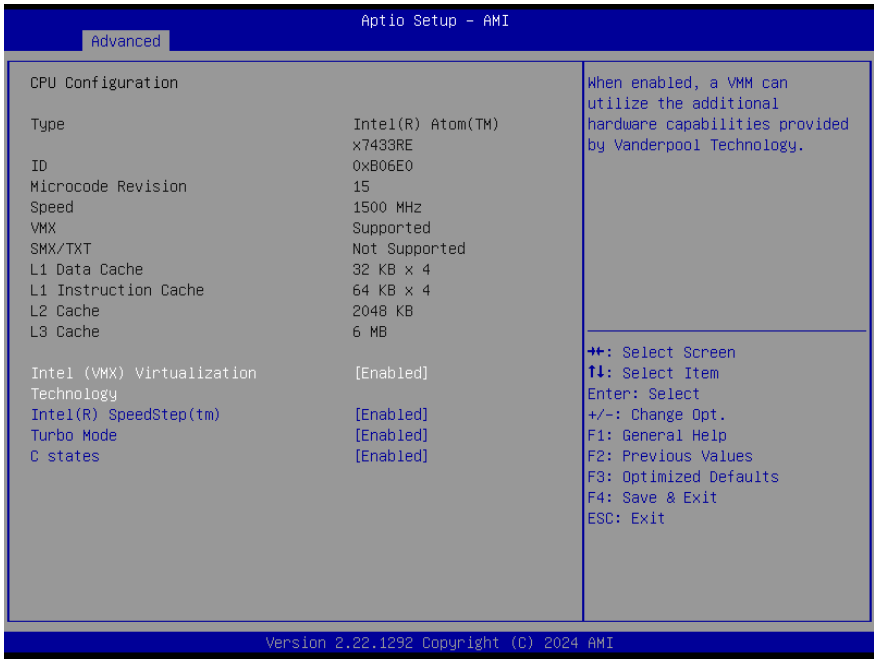 Aptio Setup - AMI
Advanced
CPU Configuration
Type Intel(R) Atom(TM)
x7433RE
ID 0xB06E0
Microcode Revision 15
Speed 1500 MHz
VMX Supported
SMX/TXT Not Supported
L1 Data Cache 32 KB x 4
L1 Instruction Cache 64 KB x 4
L2 Cache 2048 KB
L3 Cache 6 MB
Intel (VMX) Virtualization [Enabled]
Technology
Intel(R) SpeedStep(tm) [Enabled]
Turbo Mode [Enabled]
C states [Enabled]
When enabled, a VMM can
utilize the additional
hardware capabilities provided
by Vanderpool Technology.
→←: Select Screen
↑↓: Select Item
Enter: Select
+/-: Change Opt.
F1: General Help
F2: Previous Values
F3: Optimized Defaults
F4: Save & Exit
ESC: Exit
Version 2.22.1292 Copyright (C) 2024 AMI